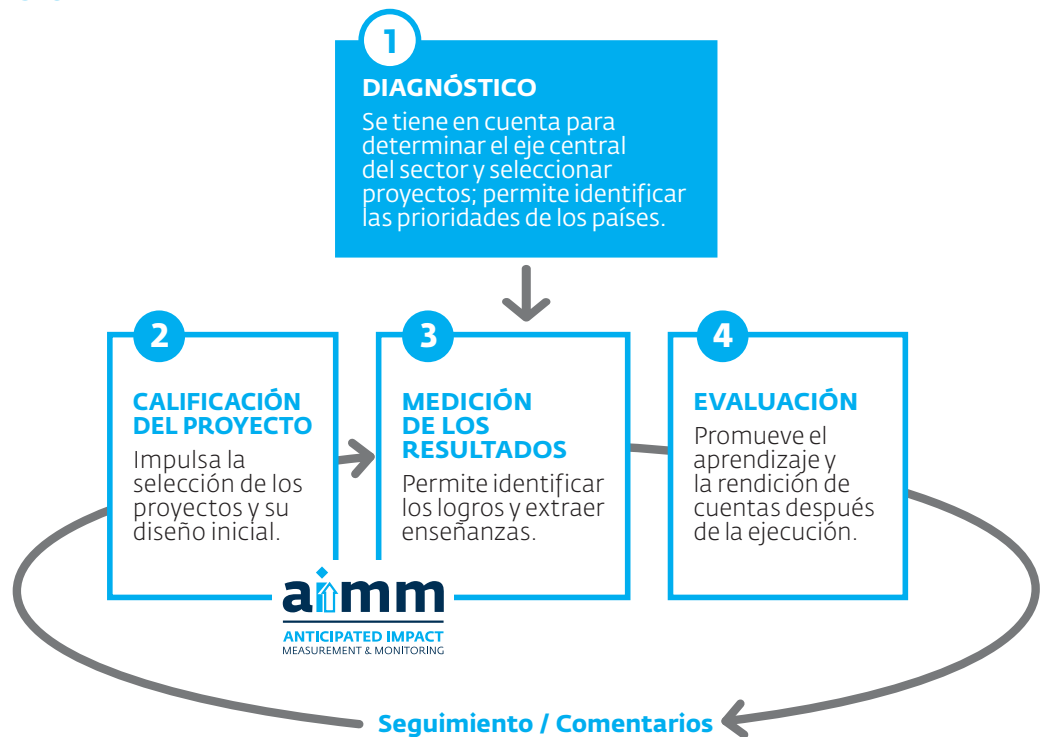 1
DIAGNÓSTICO
Se tiene en cuenta para
determinar el eje central
del sector y seleccionar
proyectos; permite identificar
las prioridades de los países.
2
CALIFICACIÓN
DEL PROYECTO
Impulsa la
selección de los
proyectos y su
diseño inicial.
3
MEDICIÓN
DE LOS
RESULTADOS
Permite identificar
los logros y extraer
enseñanzas.
4
EVALUACIÓN
Promueve el
aprendizaje y
la rendición de
cuentas después
de la ejecución.
aimm
ANTICIPATED IMPACT
MEASUREMENT & MONITORING
Seguimiento / Comentarios